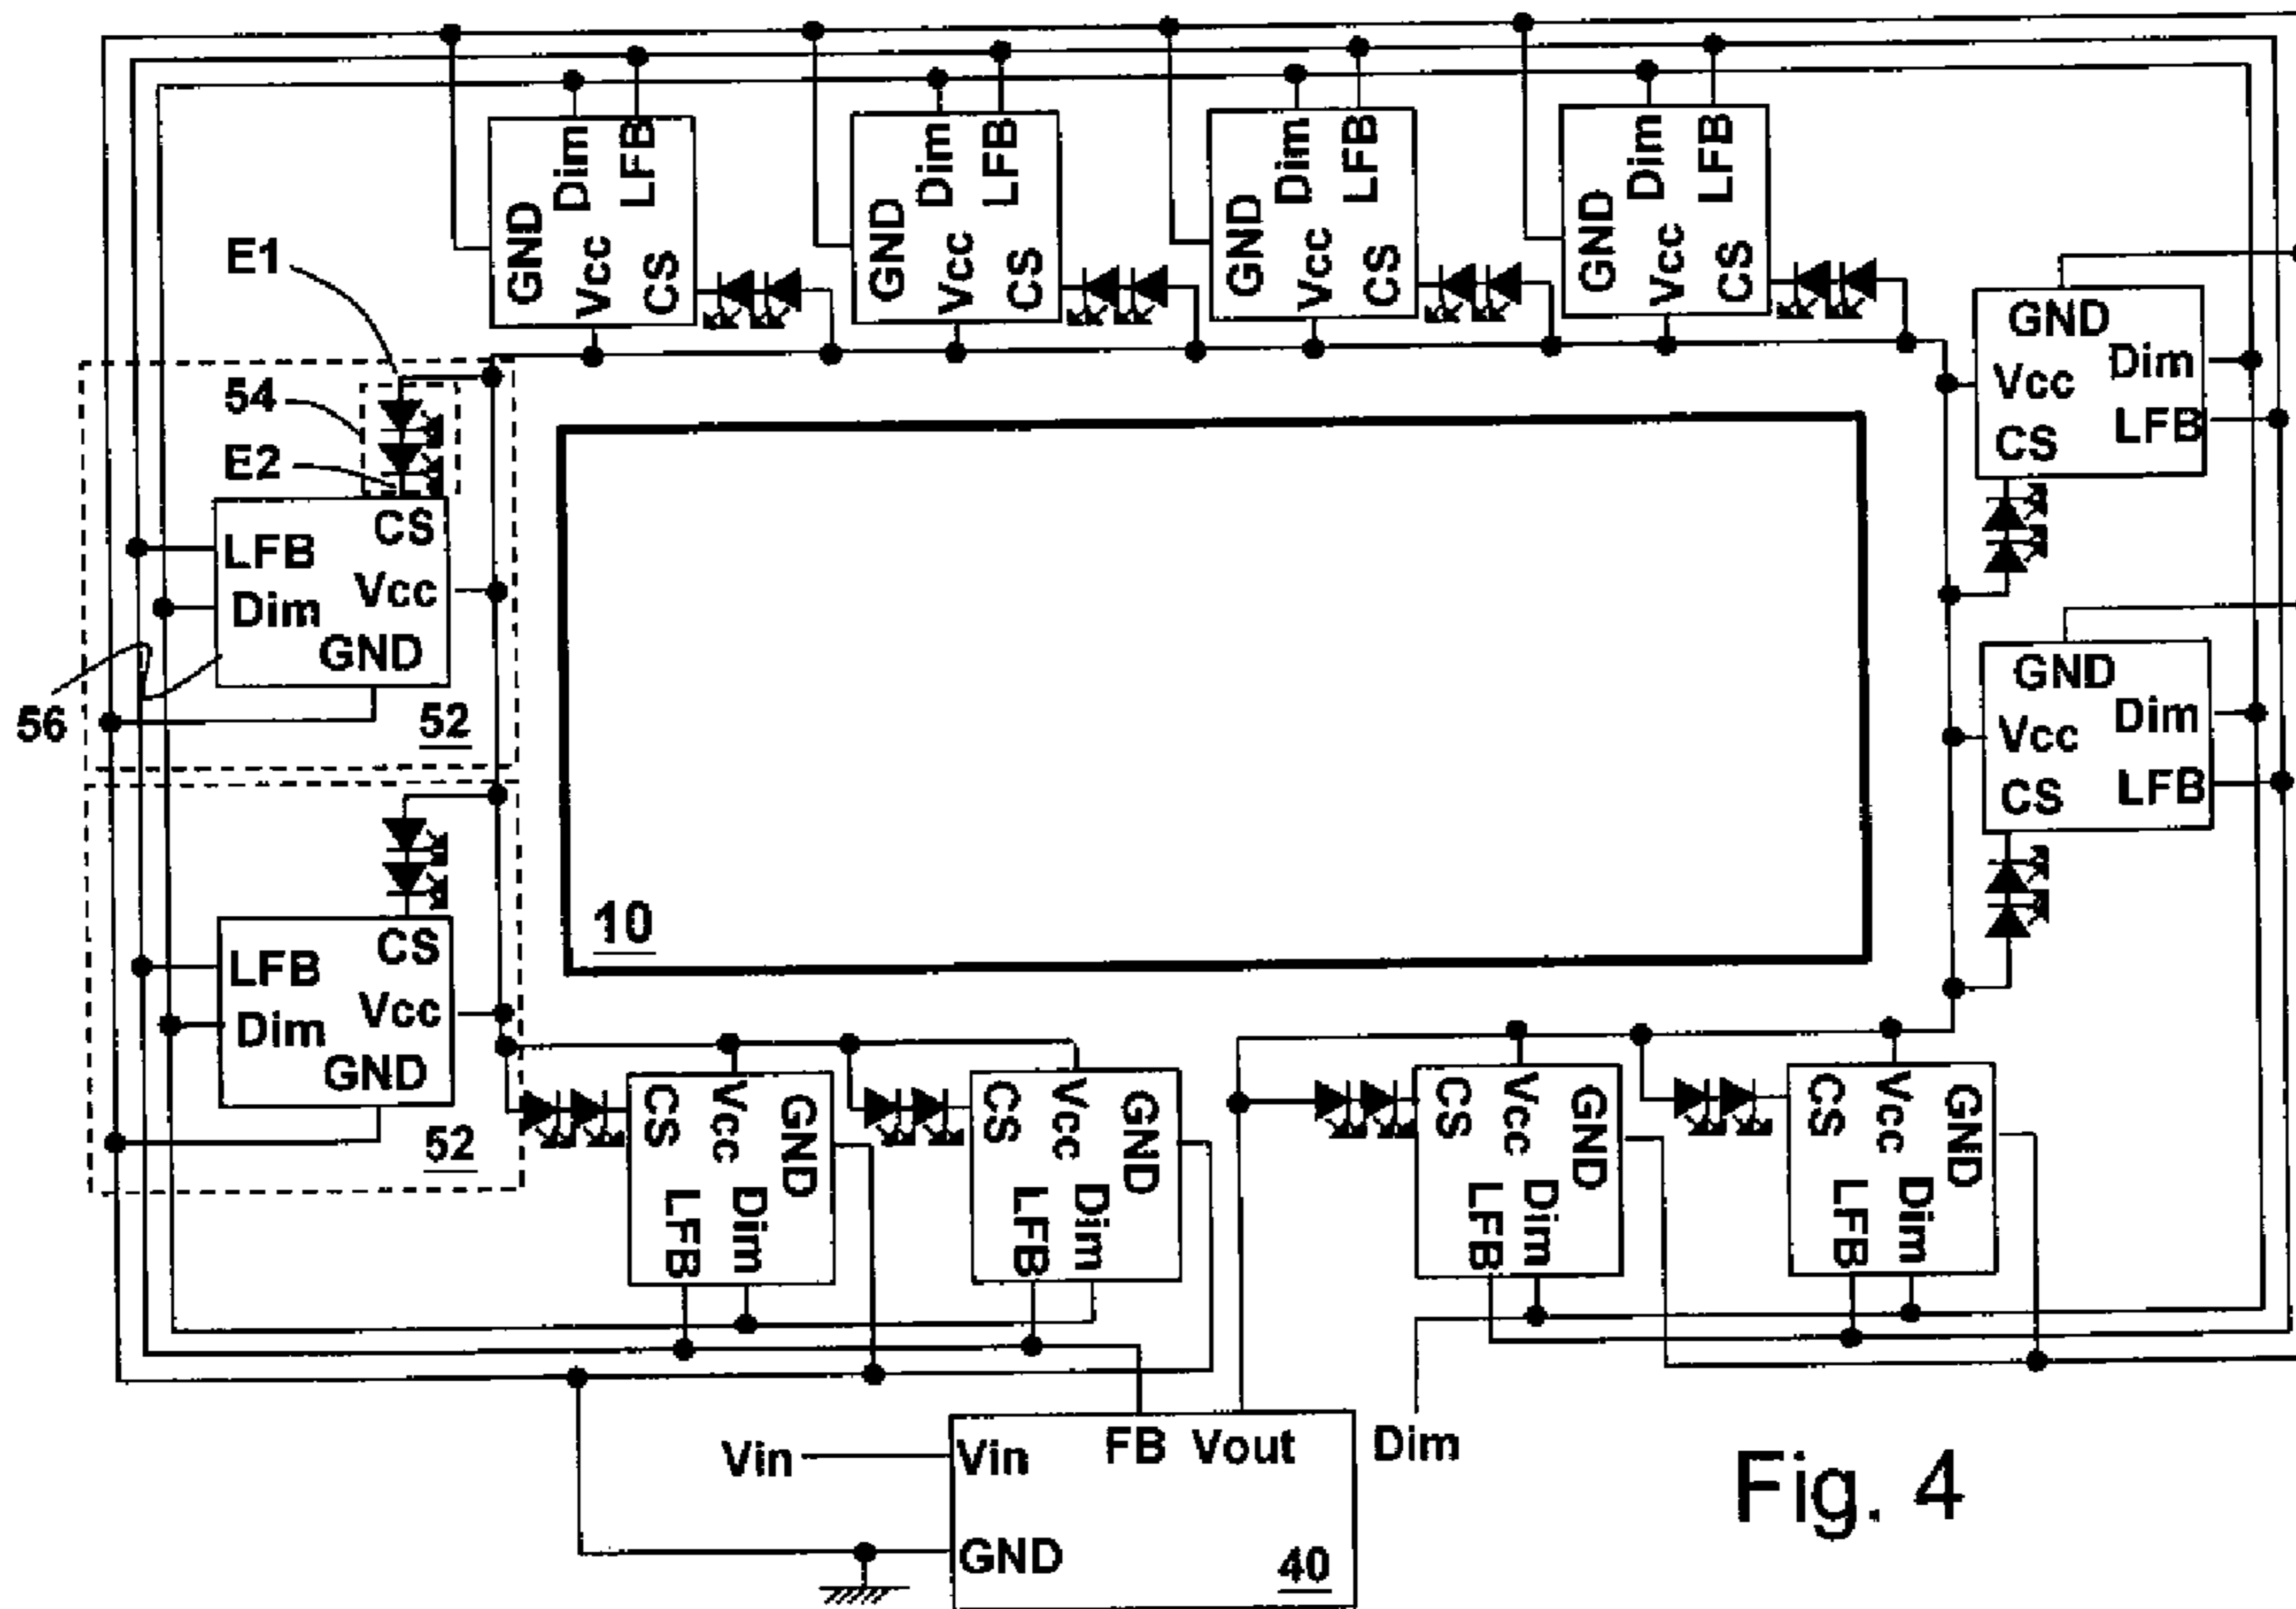 Dim LFB GND Vcc CS
Dim LFB GND Vcc CS
Dim LFB GND Vcc CS
Dim LFB GND Vcc CS
E1
54
E2
CS
LFB
Vcc
Dim
GND
56
52
CS
LFB
Vcc
Dim
GND
52
10
GND
Vcc Dim
CS LFB
GND
Vcc Dim
CS LFB
CS Vcc GND LFB Dim
CS Vcc GND LFB Dim
CS Vcc GND LFB Dim
CS Vcc GND LFB Dim
Vin Vin FB Vout Dim
GND 40
Fig. 4